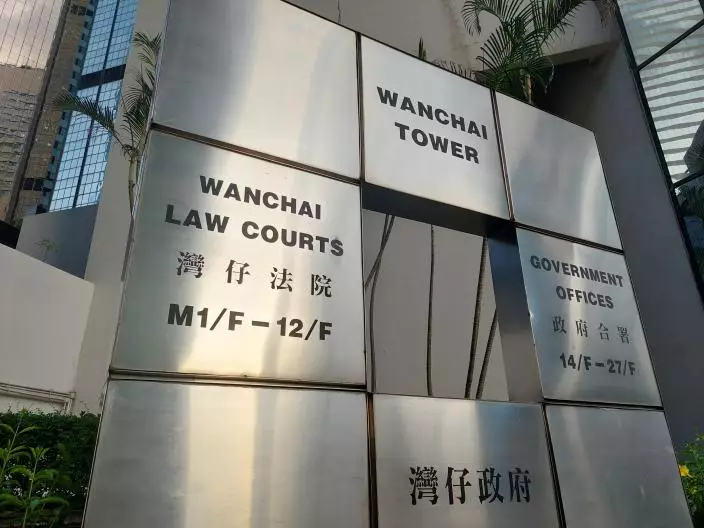 WANCHAI
TOWER
WANCHAI
LAW COURTS
灣仔法院
M1/F-12/F
GOVERNMENT
OFFICES
政府合署
14/F-27/F
灣仔政府